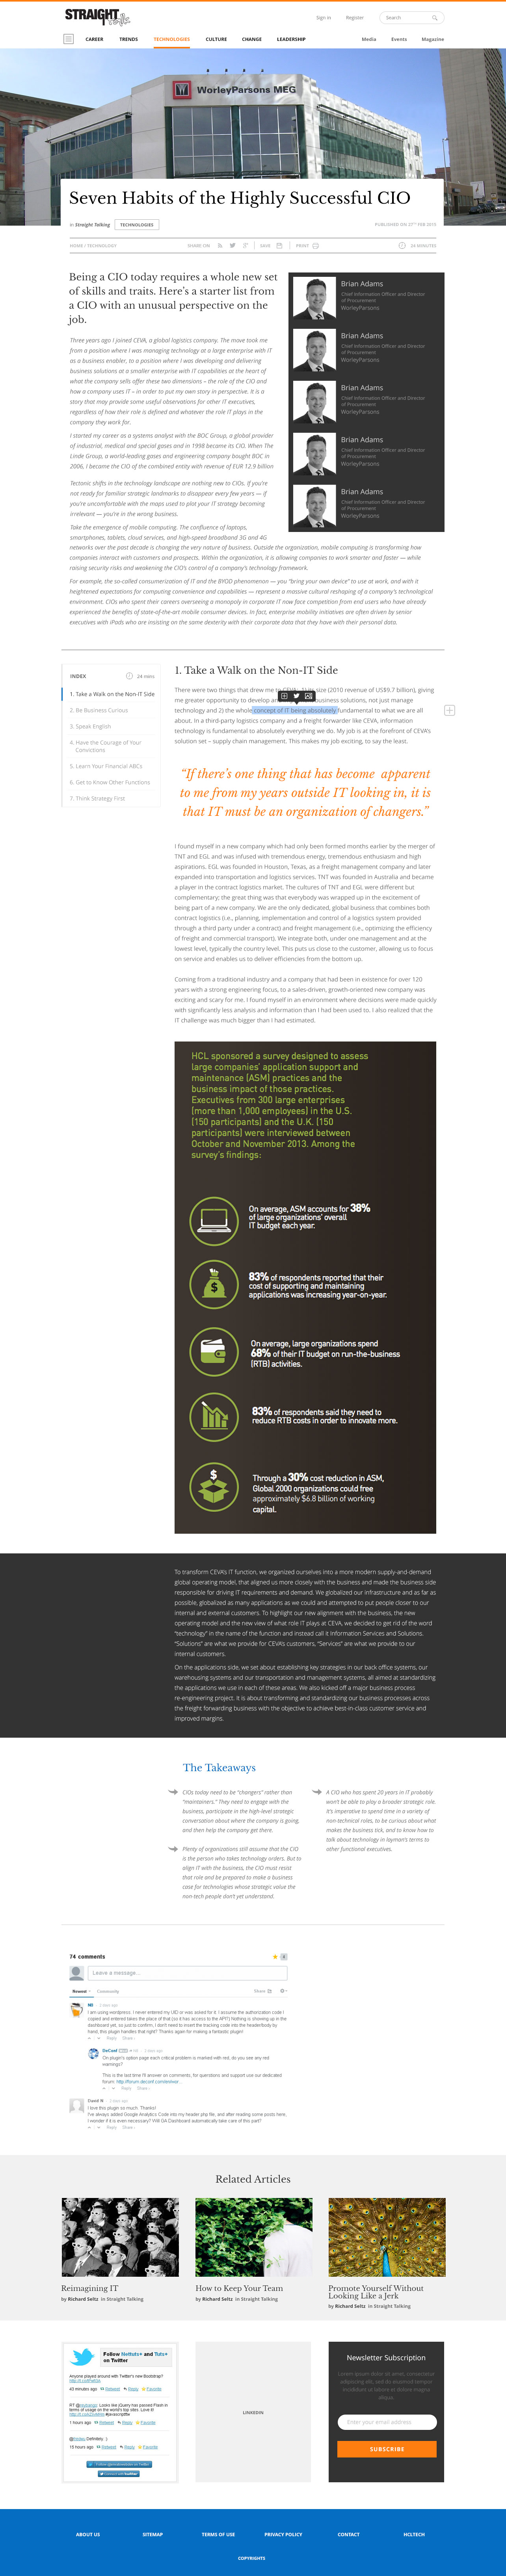 STRAIGHT talk
Sign in
Register
Search
CAREER
TRENDS
TECHNOLOGIES
CULTURE
CHANGE
LEADERSHIP
Media
Events
Magazine
WorleyParsons MEG
Seven Habits of the Highly Successful CIO
in Straight Talking
TECHNOLOGIES
PUBLISHED ON 27TH FEB 2015
HOME / TECHNOLOGY
SHARE ON
SAVE
PRINT
24 MINUTES
Being a CIO today requires a whole new set
of skills and traits. Here's a starter list from
a CIO with an unusual perspective on the
job.
Three years ago I joined CEVA, a global logistics company. The move took me
from a position where I was managing technology at a large enterprise with IT
as a business enabler, to a position where I was developing and delivering
business solutions at a smaller enterprise with IT capabilities at the heart of
what the company sells. The difference between these two domains – the role of a CIO and
how a company uses IT – in order to put my own story in perspective. It is a
story that may provide some useful observations for other IT executives,
regardless of how their role is defined and whatever the role IT plays in the
company they work for.
I started my career as a systems analyst with the BOC Group, a global provider
of industrial, medical and special gases and in 1998 became its CIO. When The
Linde Group, a world-leading gases and engineering company bought BOC in
2006, I became the CIO of the combined entity with revenue of EUR 12.9 billion
Tectonic shifts in the technology landscape are nothing new to CIOs. If you're
not ready for familiar strategic landmarks to disappear every few years — if
you're uncomfortable with the maps used to plot your IT strategy becoming
irrelevant — you're in the wrong business.
Take the emergence of mobile computing. The confluence of laptops,
smartphones, tablets, cloud services, and high-speed broadband 3G and 4G
networks over the past decade is changing the very nature of business. Outside the organization, mobile computing is transforming how
companies interact with customers and prospects. Within the organization, it is allowing companies to work smarter and faster — while
raising security risks and weakening the CIO's control of a company's technology framework.
For example, the so-called consumerization of IT and the BYOD phenomenon — you "bring your own device" to use at work, and with it
heightened expectations for everyday convenience and capabilities — represent a massive cultural reshaping of a company's technological
environment. CIOs who spent their careers overseeing a monopoly in corporate IT now face competition from end users who have already
experienced the benefits of state-of-the-art mobile and consumer devices. In fact, enterprise mobility initiatives are often driven by senior
executives with iPads who are insisting on the same dexterity with their corporate data that they have with their personal data.
Brian Adams
Chief Information Officer and Director
of Procurement
WorleyParsons
Brian Adams
Chief Information Officer and Director
of Procurement
WorleyParsons
Brian Adams
Chief Information Officer and Director
of Procurement
WorleyParsons
Brian Adams
Chief Information Officer and Director
of Procurement
WorleyParsons
Brian Adams
Chief Information Officer and Director
of Procurement
WorleyParsons
INDEX
24 mins
1. Take a Walk on the Non-IT Side
2. Be Business Curious
3. Speak English
4. Have the Courage of Your
Convictions
5. Learn Your Financial ABCs
6. Get to Know Other Functions
7. Think Strategy First
1. Take a Walk on the Non-IT Side
There were two things that drew me to CEVA: size (2010 revenue of US$9.7 billion), giving
me the greater opportunity to develop and business solutions, not just manage
technology and 2) the whole concept of IT being absolutely fundamental to what we are all
about. In a third-party logistics company and a freight forwarder like CEVA, information
technology is fundamental to absolutely everything we do. My job is at the forefront of CEVA's
solution set – supply chain management. This makes my job exciting, to say the least.
"If there's one thing that has become apparent
to me from my years outside IT looking in, it is
that IT must be an organization of changers."
I found myself in a new company which had only been formed months earlier by the merger of
TNT and EGL and was infused with tremendous energy, tremendous enthusiasm and high
aspirations. EGL was founded in Houston, Texas, as a freight management company and later
expanded into transportation and logistics services. TNT was founded in Australia and became
a player in the contract logistics market. The cultures of TNT and EGL were different but
complementary; the great thing was that everybody was wrapped up in the excitement of
being part of a new company. We are the only dedicated, global business that combines both
contract logistics (i.e., planning, implementation and control of a logistics system provided
through a third party under a contract) and freight management (i.e., optimizing the efficiency
of freight and commercial transport). We integrate both, under one management and at the
lowest level, typically the country level. This puts us close to the customer, allowing us to focus
on service and enables us to deliver efficiencies from the bottom up.
Coming from a traditional industry and a company that had been in existence for over 120
years with a strong engineering focus, to a sales-driven, growth-oriented new company was
exciting and scary for me. I found myself in an environment where decisions were made quickly
with significantly less analysis and information than I had been used to. I also realized that the
IT challenge was much bigger than I had estimated.
HCL sponsored a survey designed to assess
large companies' application support and
maintenance (ASM) practices and the
business impact of those practices.
Executives from 300 large enterprises
(more than 1,000 employees) in the U.S.
(150 participants) and the U.K. (150
participants) were interviewed between
October and November 2013. Among the
survey's findings:
On average, ASM accounts for 38%
of large organizations' overall
IT budget each year.
83% of respondents reported that their
cost of supporting and maintaining
applications was increasing year-on-year.
On average, large organizations spend
68% of their IT budget on run-the-business
(RTB) activities.
83% of respondents said they need to
reduce RTB costs in order to innovate more.
Through a 30% cost reduction in ASM,
Global 2000 organizations could free
approximately $6.8 billion of working
capital.
To transform CEVA's IT function, we organized ourselves into a more modern supply-and-demand
global operating model, that aligned us more closely with the business and made the business side
responsible for driving IT requirements and demand. We globalized our infrastructure as far as
possible, globalized as many applications as we could and attempted to put people closer to our
internal and external customers. To highlight our new alignment with the business, the new
operating model and the new view of what role IT plays at CEVA, we decided to get rid of the word
"technology" in the name of the function and instead call it Information Services and Solutions.
"Solutions" are what we provide for CEVA's customers, "Services" are what we provide to our
internal customers.
On the applications side, we set about establishing key strategies in our back office systems, our
warehousing systems and our transportation and management systems, all aimed at standardizing
the applications we use in each of these areas. We also kicked off a major business process
re-engineering project. It is about transforming and standardizing our business processes across
the freight forwarding business with the objective to achieve best-in-class customer service and
improved margins.
The Takeaways
CIOs today need to be "changers" rather than
"maintainers." They need to engage with the
business, participate in the high-level strategic
conversation about where the company is going,
and then help the company get there.
Plenty of organizations still assume that the CIO
is the person who takes technology orders. But to
align IT with the business, the CIO must resist
that role and be prepared to make a business
case for technologies whose strategic value the
non-tech people don't yet understand.
A CIO who has spent 20 years in IT probably
won't be able to play a broader strategic role.
It's imperative to spend time in a variety of
non-technical roles, to be curious about what
makes the business tick, and to know how to
talk about technology in layman's terms to
other functional executives.
74 comments
Leave a message...
Newest
Community
Share
I am using wordpress. I never entered my UID or was asked for it. I assume I authorized the
and copied and entered takes the place of that (so it has access to the API?) Nothing is showing up in the
dashboard yet, so just to confirm, I don't need to insert the tracking code into the header/body by
hand, this plugin handles that right? Thanks again for making a fantastic plugin!
Reply Share
DeConf
On plugin's option page each critical problem is marked with red, do you see any red
warnings?
This is the last time I'll answer on comments, for questions and support use our dedicated
Reply Share
David H
I love this plugin so much. Thanks!
I've always added Google Analytics Code into my header php file, and after reading some posts here,
I wonder if it is even necessary? Will GA Dashboard automatically take care of this part?
Reply Share
Related Articles
Reimagining IT
by Richard Seltz in Straight Talking
How to Keep Your Team
by Richard Seltz in Straight Talking
Promote Yourself Without
Looking Like a Jerk
by Richard Seltz in Straight Talking
Follow Nettuts+ and Tuts+
on Twitter
Anyone played around with Twitter's new Bootstrap?
43 minutes ago Retweet Reply Favorite
Looks like jQuery has passed Flash in
terms of usage on the world's top sites. Love it!
1 hours ago Retweet Reply Favorite
Definitely. :)
15 hours ago Retweet Reply Favorite
LINKEDIN
Newsletter Subscription
Lorem ipsum dolor sit amet, consectetur
adipiscing elit, sed do eiusmod tempor
incididunt ut labore et dolore magna
aliqua.
Enter your email address
SUBSCRIBE
ABOUT US
SITEMAP
TERMS OF USE
PRIVACY POLICY
CONTACT
HCLTECH
COPYRIGHTS